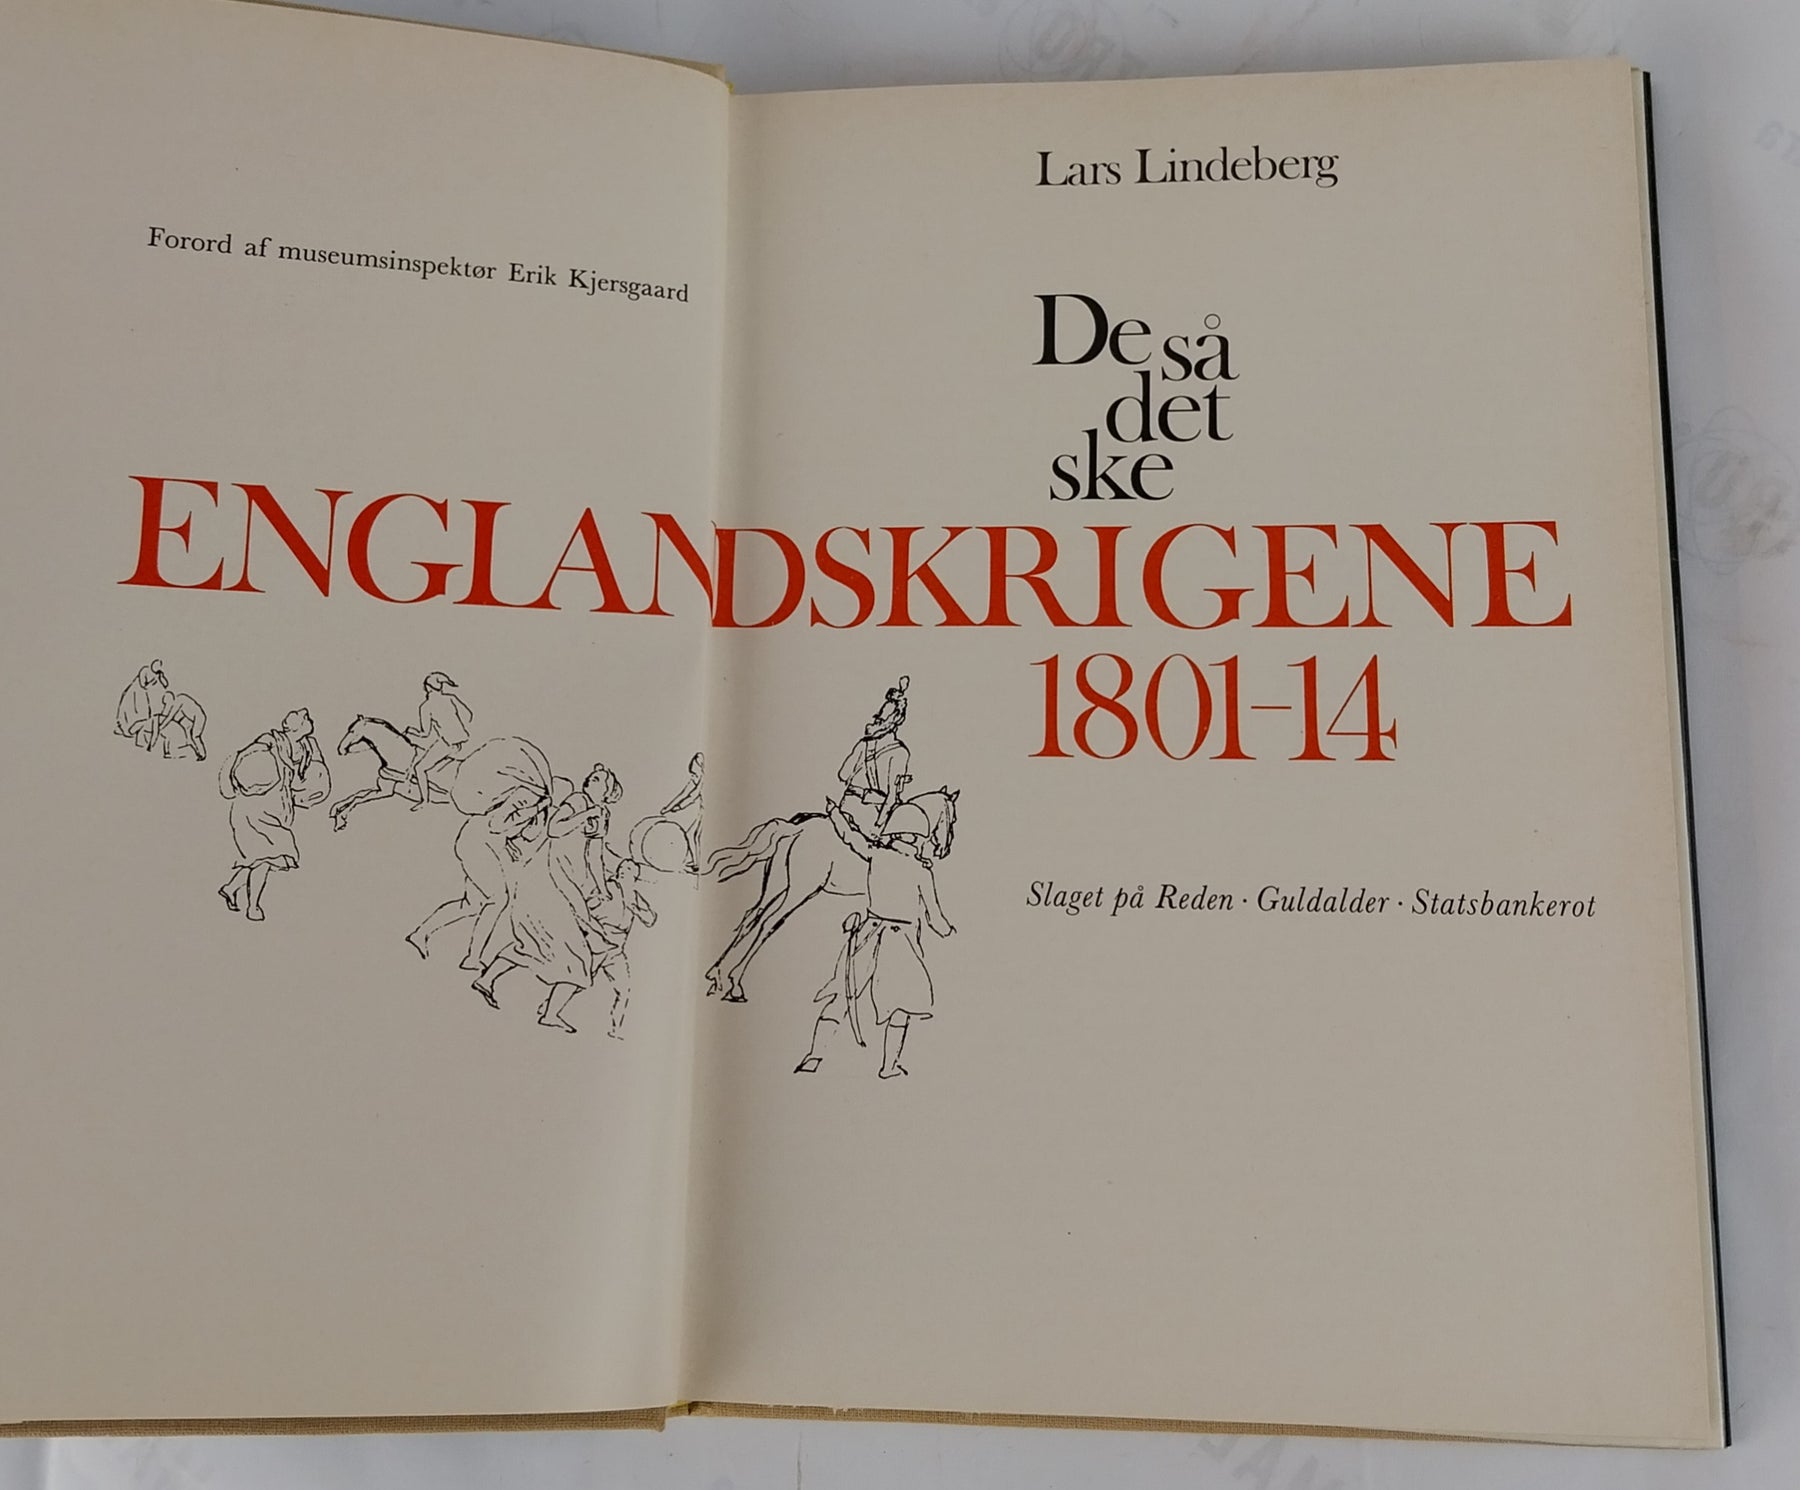 Forord af museumsinspektør Erik Kjersgaard
Lars Lindeberg
De så
det
ske
ENGLANDSKRIGENE
1801-14
Slaget på Reden · Guldalder · Statsbankerot